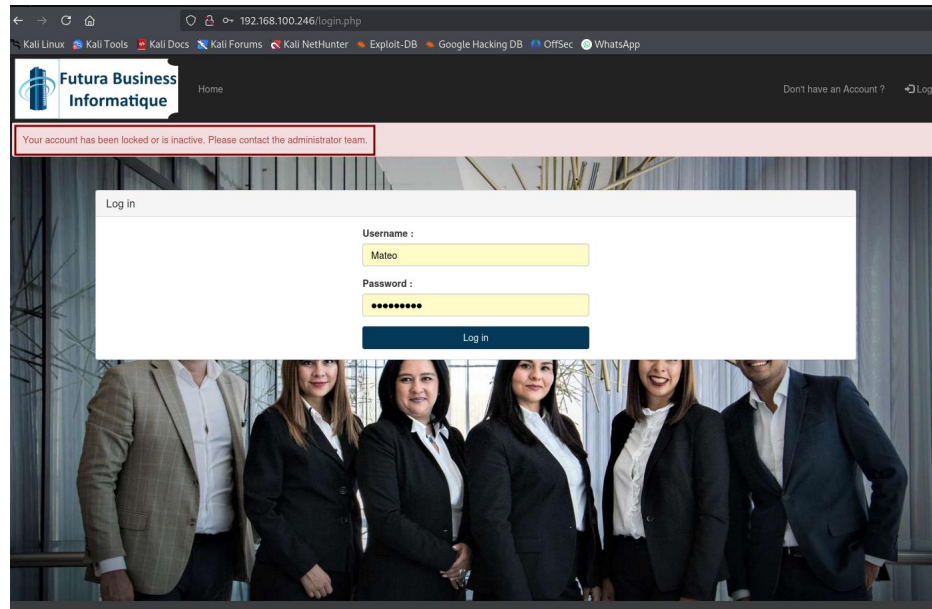 192.168.100.246/login.php
Kali Linux Kali Tools Kali Docs Kali Forums Kali NetHunter Exploit-DB Google Hacking DB OffSec WhatsApp
Futura Business
Informatique
Home
Don't have an Account ?
Your account has been locked or is inactive. Please contact the administrator team.
Log in
Username :
Mateo
Password :
Log in